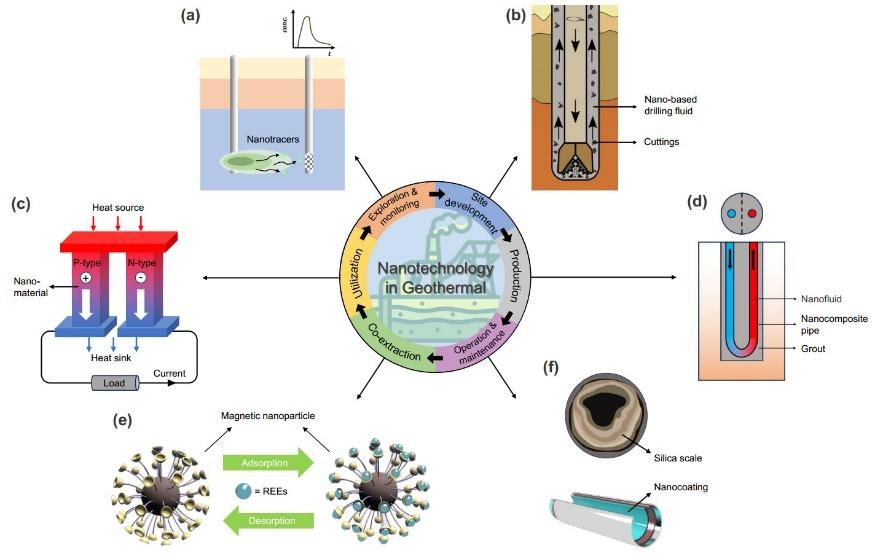 (a)
conc.
t
Nanotracers
(b)
Nano-based
drilling fluid
Cuttings
(c)
Heat source
P-type
N-type
+
-
Nano-
material
Heat sink
Current
Load
Exploration &
monitoring
Site
development
Production
Operation &
maintenance
Co-extraction
Utilization
Nanotechnology
in Geothermal
(d)
Nanofluid
Nanocomposite
pipe
Grout
(e)
Magnetic nanoparticle
Adsorption
= REEs
Desorption
(f)
Silica scale
Nanocoating